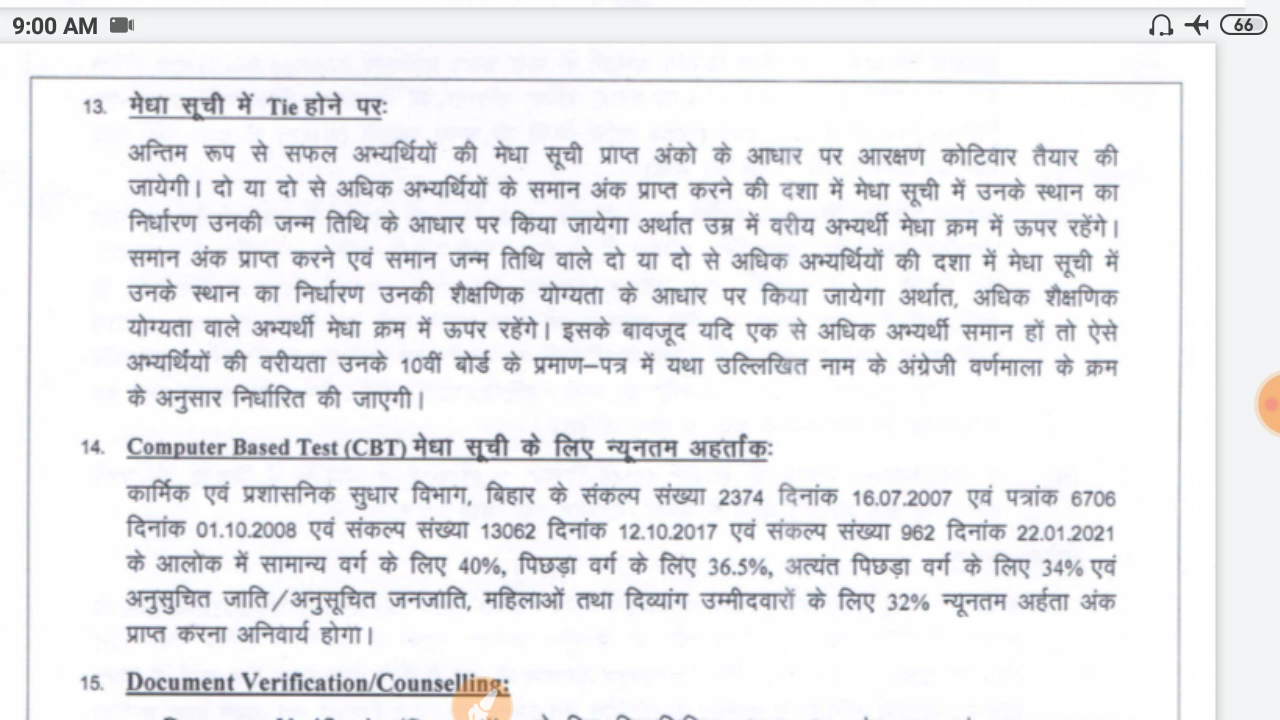 9:00 AM
66
13. मेधा सूची में Tie होने परः
अन्तिम रूप से सफल अभ्यर्थियों की मेधा सूची प्राप्त अंको के आधार पर आरक्षण कोटिवार तैयार की
जायेगी। दो या दो से अधिक अभ्यर्थियों के समान अंक प्राप्त करने की दशा में मेधा सूची में उनके स्थान का
निर्धारण उनकी जन्म तिथि के आधार पर किया जायेगा अर्थात उम्र में वरीय अभ्यर्थी मेधा क्रम में ऊपर रहेंगे।
समान अंक प्राप्त करने एवं समान जन्म तिथि वाले दो या दो से अधिक अभ्यर्थियों की दशा में मेधा सूची में
उनके स्थान का निर्धारण उनकी शैक्षणिक योग्यता के आधार पर किया जायेगा अर्थात, अधिक शैक्षणिक
योग्यता वाले अभ्यर्थी मेधा क्रम में ऊपर रहेंगे। इसके बावजूद यदि एक से अधिक अभ्यर्थी समान हों तो ऐसे
अभ्यर्थियों की वरीयता उनके 10वीं बोर्ड के प्रमाण–पत्र में यथा उल्लिखित नाम के अंग्रेजी वर्णमाला के क्रम
के अनुसार निर्धारित की जाएगी।
14. Computer Based Test (CBT) मेधा सूची के लिए न्यूनतम अहर्तांकः
कार्मिक एवं प्रशासनिक सुधार विभाग, बिहार के संकल्प संख्या 2374 दिनांक 16.07.2007 एवं पत्रांक 6706
दिनांक 01.10.2008 एवं संकल्प संख्या 13062 दिनांक 12.10.2017 एवं संकल्प संख्या 962 दिनांक 22.01.2021
के आलोक में सामान्य वर्ग के लिए 40%, पिछड़ा वर्ग के लिए 36.5%, अत्यंत पिछड़ा वर्ग के लिए 34% एवं
अनुसुचित जाति/अनुसूचित जनजाति, महिलाओं तथा दिव्यांग उम्मीदवारों के लिए 32% न्यूनतम अर्हता अंक
प्राप्त करना अनिवार्य होगा।
15. Document Verification/Counselling: